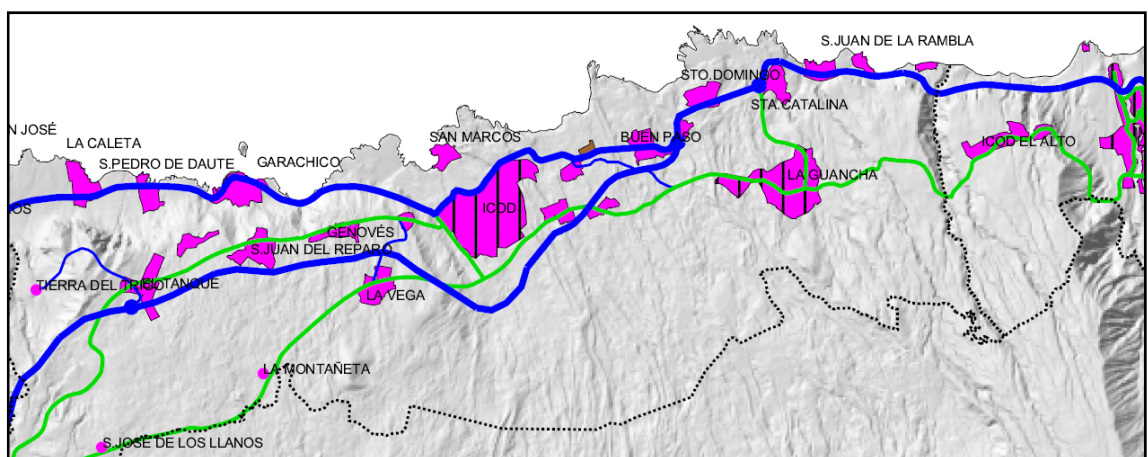 S.JUAN DE LA RAMBLA
STO.DOMINGO
STA.CATALINA
N JOSÉ
LA CALETA
SAN MARCOS
BUEN PASO
ICOD EL ALTO
S.PEDRO DE DAUTE
GARACHICO
LA GUANCHA
OS
ICOD
GENOVÉS
S.JUAN DEL REPARO
TIERRA DEL TRIGO
EL TANQUE
LA VEGA
LA MONTAÑETA
S.JOSE DE LOS LLANOS